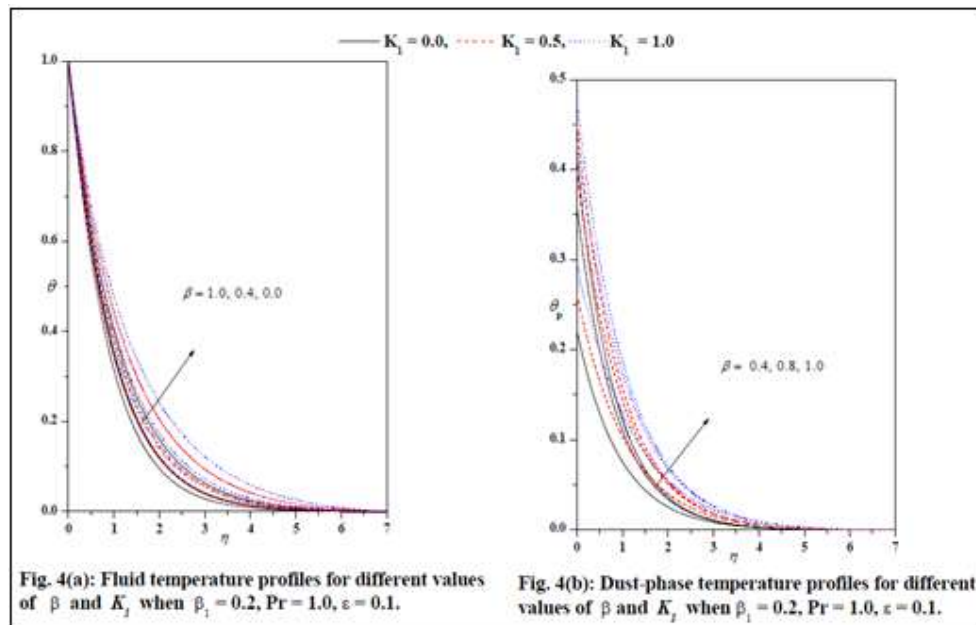 K₁ = 0.0, K₁ = 0.5, K₁ = 1.0
1.0
0.8
0.6
θ
0.4
0.2
0.0
0 1 2 3 4 5 6 7
η
β = 1.0, 0.4, 0.0
Fig. 4(a): Fluid temperature profiles for different values
of β and K₁ when β₁ = 0.2, Pr = 1.0, ε = 0.1.
0.5
0.4
0.3
θₚ
0.2
0.1
0.0
0 1 2 3 4 5 6 7
η
β = 0.4, 0.8, 1.0
Fig. 4(b): Dust-phase temperature profiles for different
values of β and K₁ when β₁ = 0.2, Pr = 1.0, ε = 0.1.